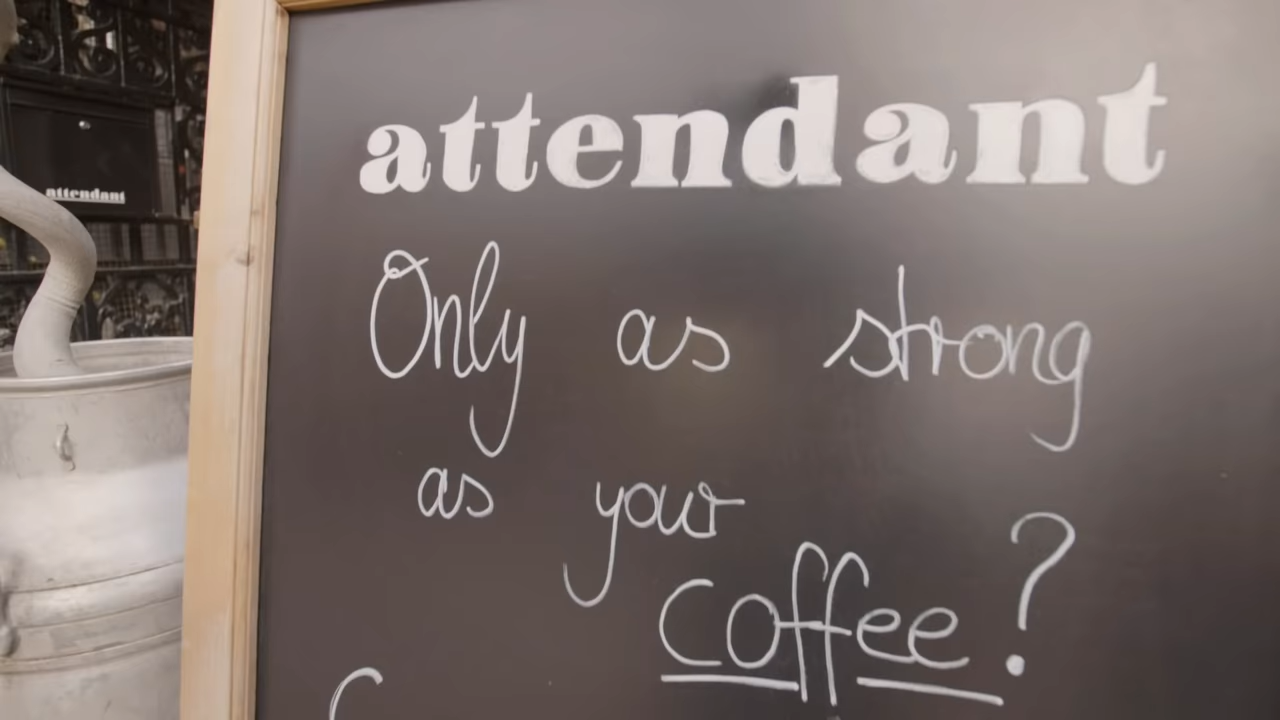 attendant
attendant
Only as strong
as your
coffee?